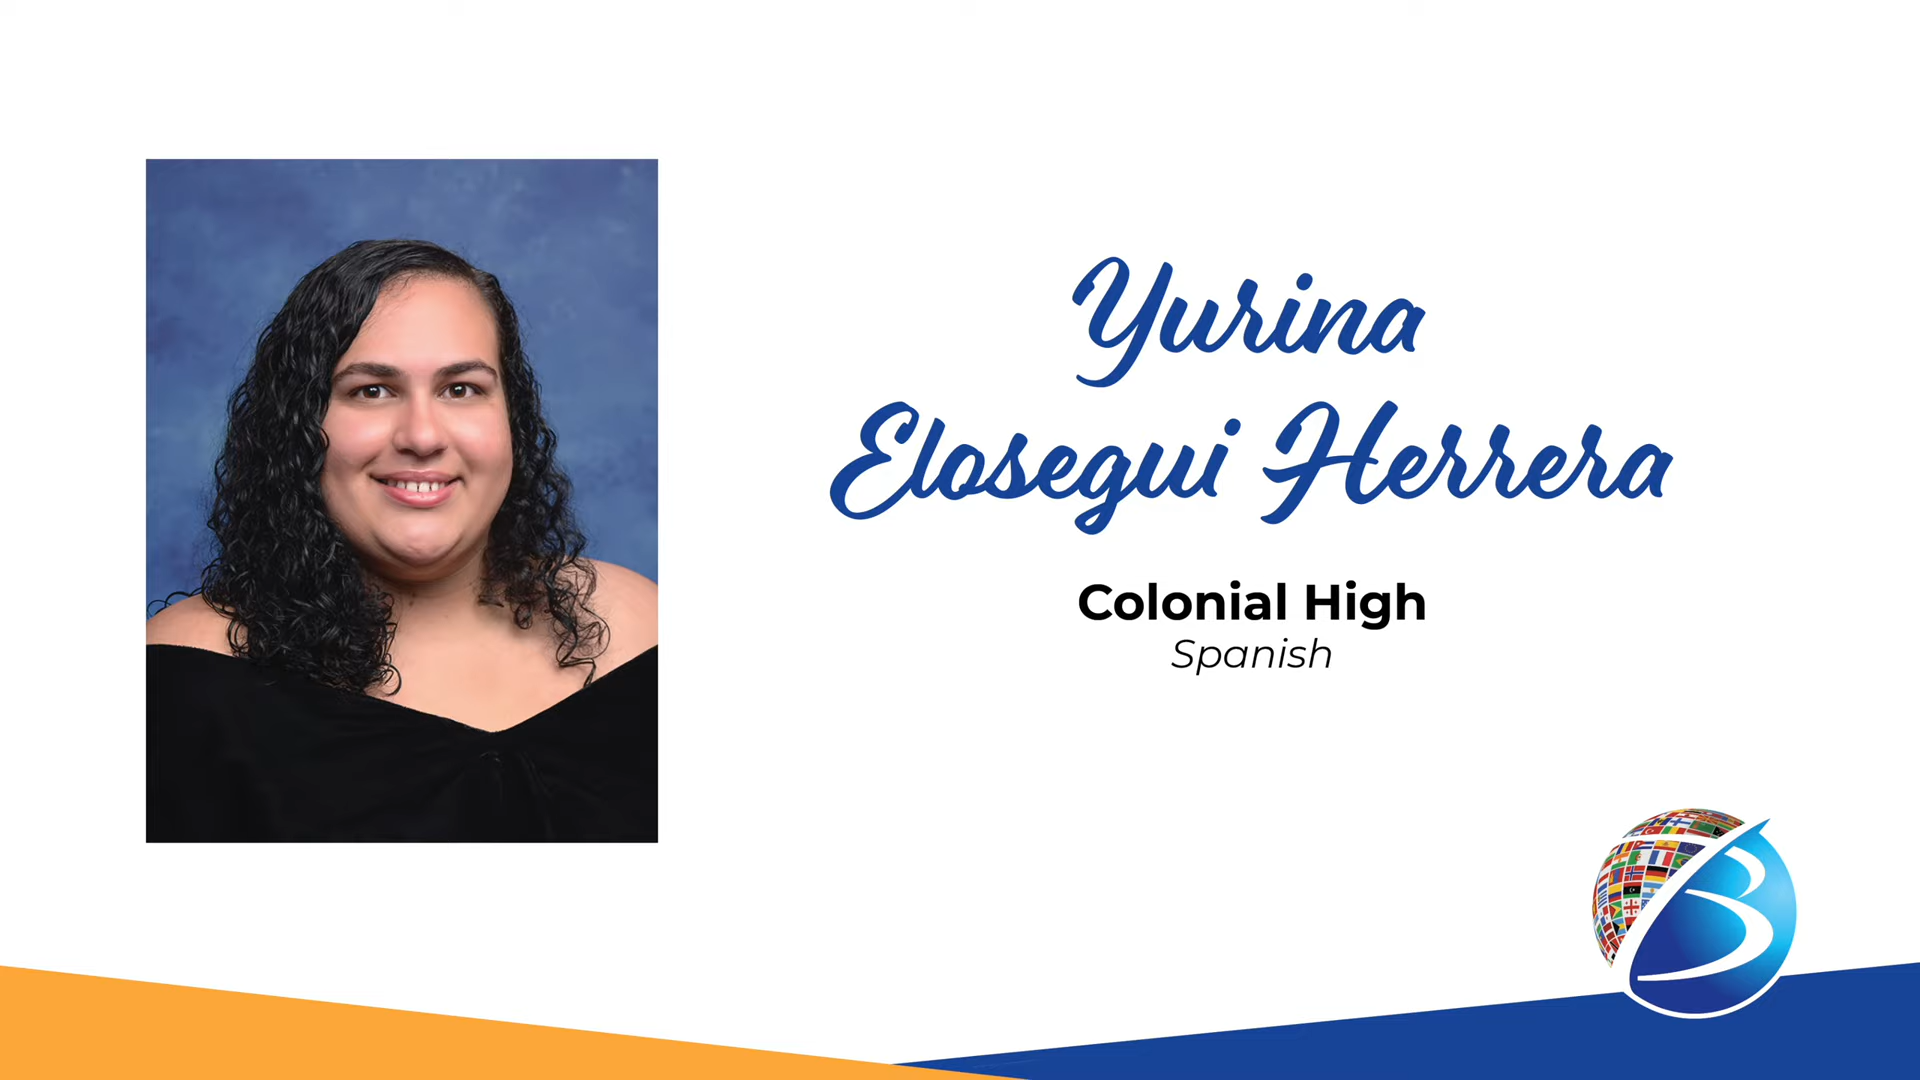 Yurina
Elosegui Herrera
Colonial High
Spanish
B